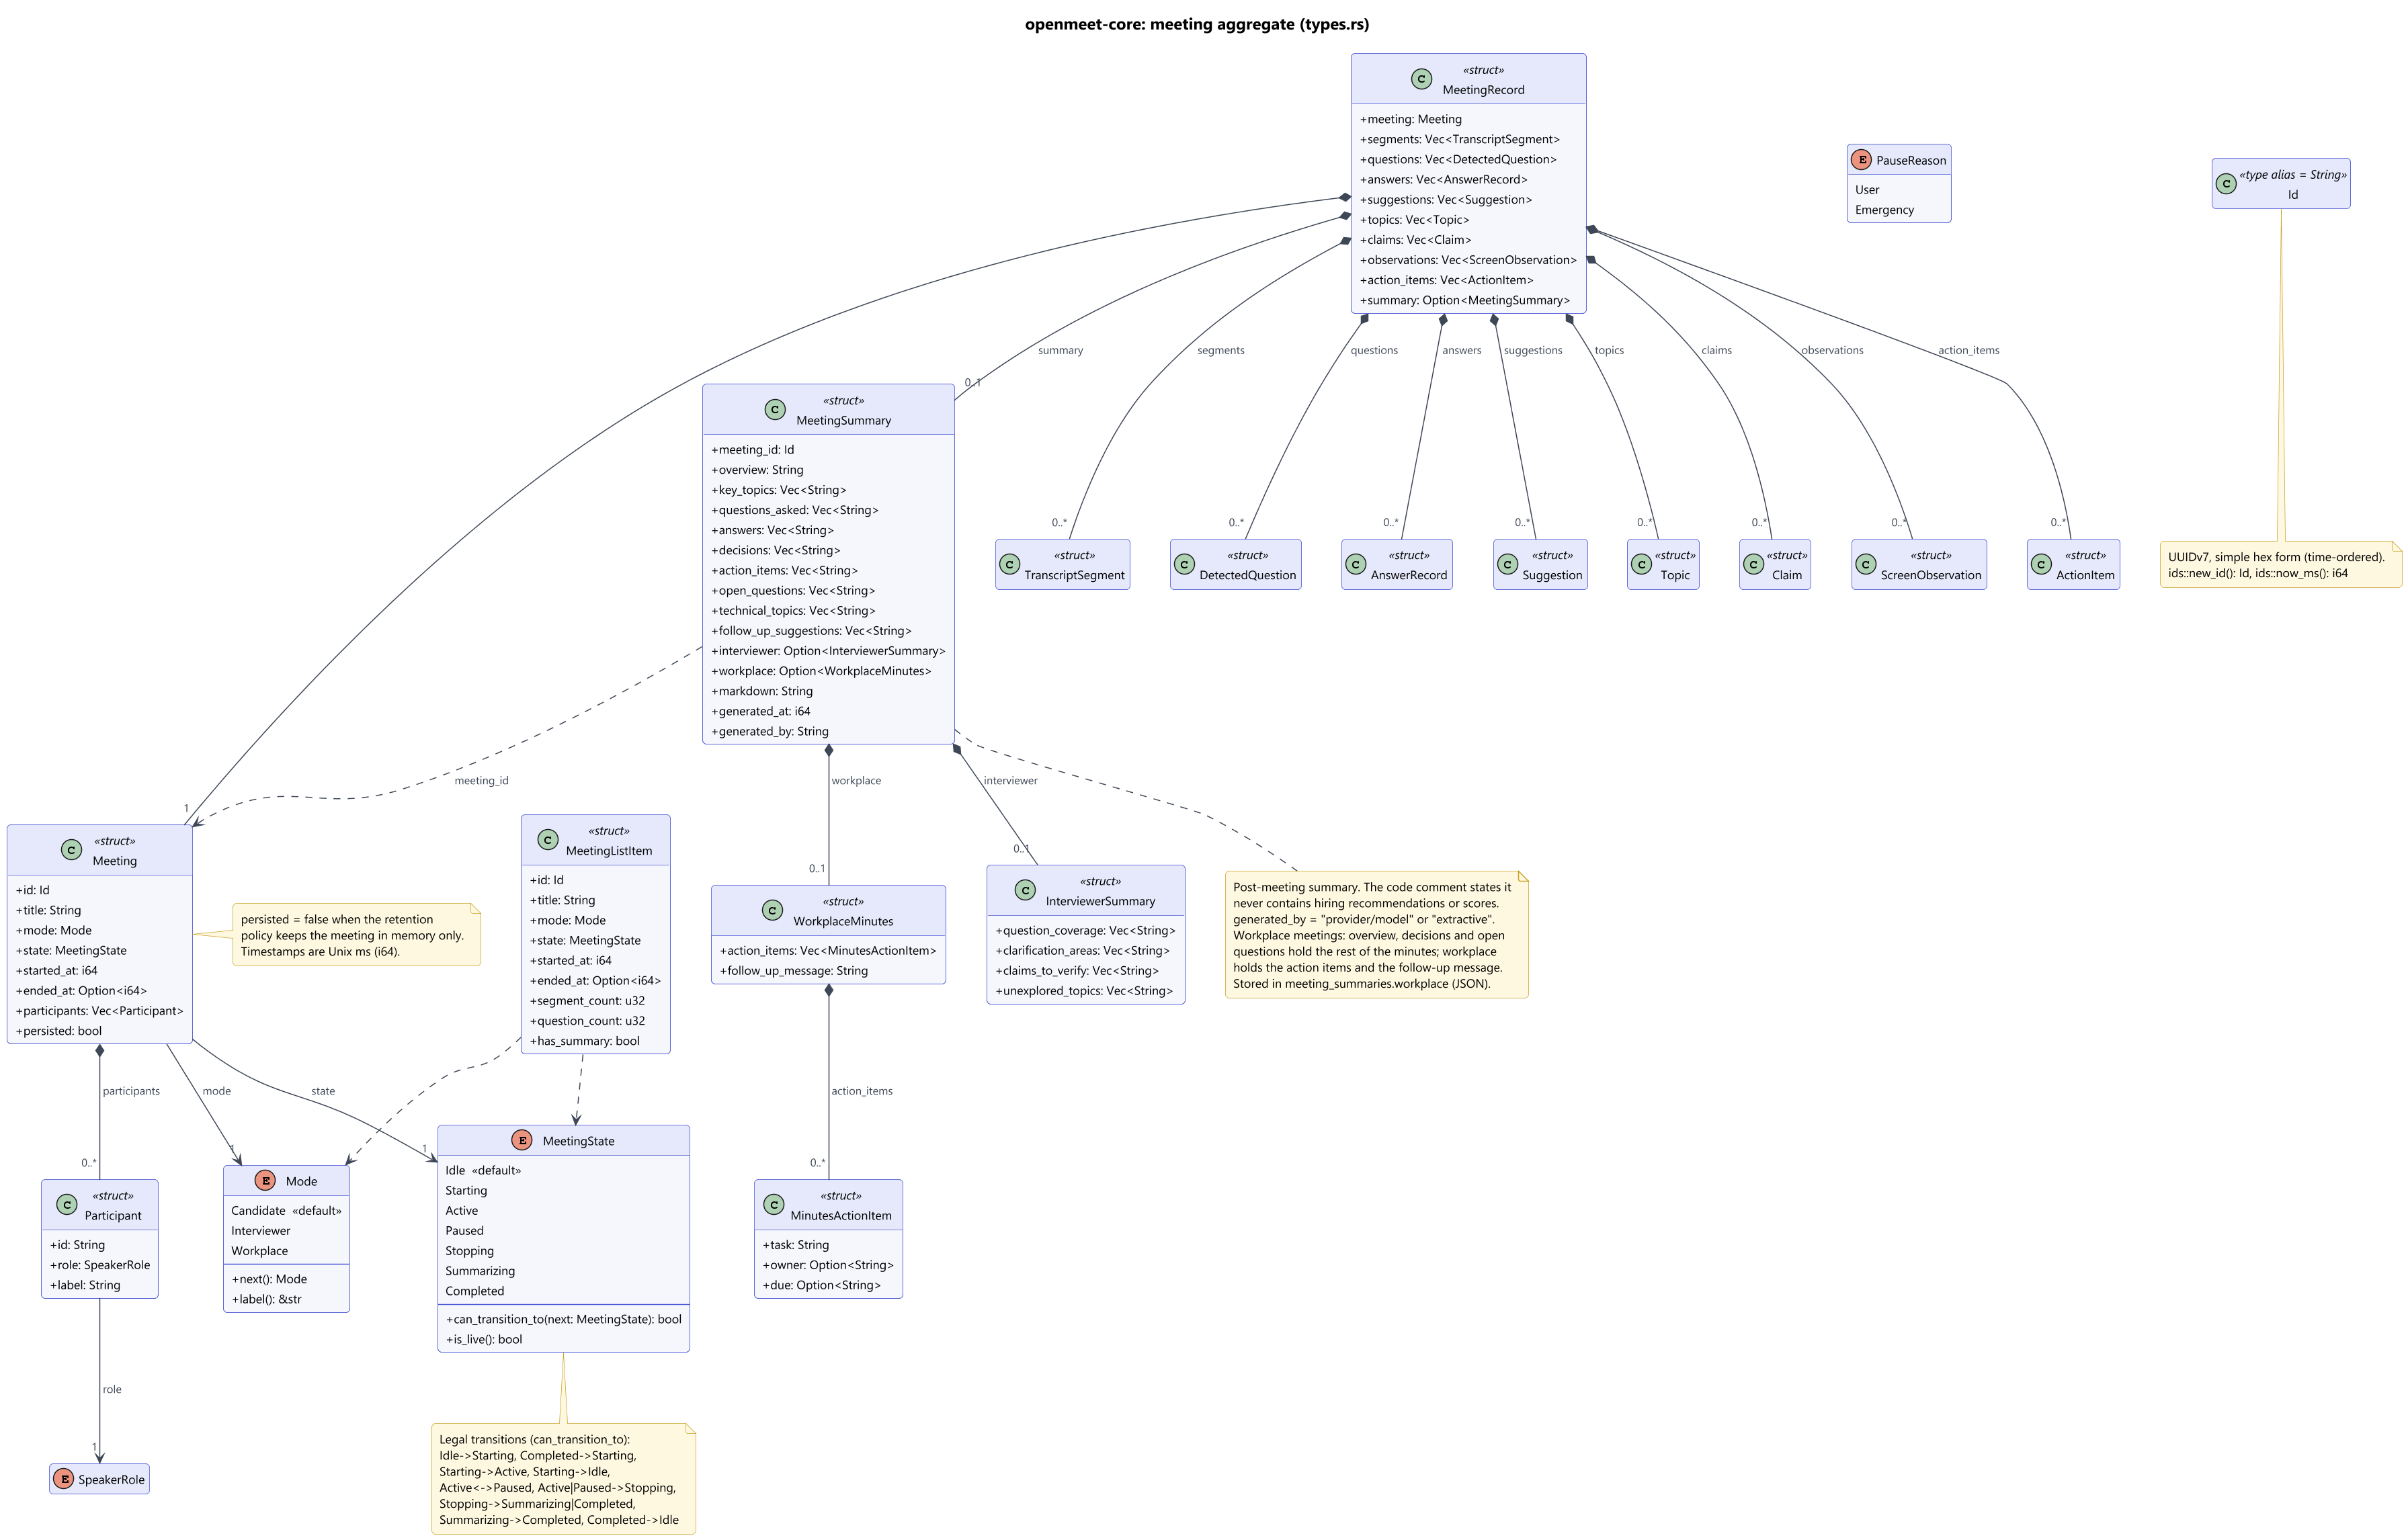 openmeet-core: meeting aggregate (types.rs)
C
«struct»
MeetingRecord
+meeting: Meeting
+segments: Vec<TranscriptSegment>
+questions: Vec<DetectedQuestion>
+answers: Vec<AnswerRecord>
+suggestions: Vec<Suggestion>
+topics: Vec<Topic>
+claims: Vec<Claim>
+observations: Vec<ScreenObservation>
+action_items: Vec<ActionItem>
+summary: Option<MeetingSummary>
E PauseReason
User
Emergency
C
«type alias = String»
Id
summary
segments
questions
answers
suggestions
topics
claims
observations
action_items
0..1
C
«struct»
MeetingSummary
+meeting_id: Id
+overview: String
+key_topics: Vec<String>
+questions_asked: Vec<String>
+answers: Vec<String>
+decisions: Vec<String>
+action_items: Vec<String>
+open_questions: Vec<String>
+technical_topics: Vec<String>
+follow_up_suggestions: Vec<String>
+interviewer: Option<InterviewerSummary>
+workplace: Option<WorkplaceMinutes>
+markdown: String
+generated_at: i64
+generated_by: String
0..*
0..*
0..*
0..*
0..*
0..*
0..*
0..*
C
«struct»
TranscriptSegment
C
«struct»
DetectedQuestion
C
«struct»
AnswerRecord
C
«struct»
Suggestion
C
«struct»
Topic
C
«struct»
Claim
C
«struct»
ScreenObservation
C
«struct»
ActionItem
UUIDv7, simple hex form (time-ordered).
ids::new_id(): Id, ids::now_ms(): i64
meeting_id
workplace
interviewer
1
0..1
0..1
C
«struct»
Meeting
+id: Id
+title: String
+mode: Mode
+state: MeetingState
+started_at: i64
+ended_at: Option<i64>
+participants: Vec<Participant>
+persisted: bool
persisted = false when the retention
policy keeps the meeting in memory only.
Timestamps are Unix ms (i64).
C
«struct»
MeetingListItem
+id: Id
+title: String
+mode: Mode
+state: MeetingState
+started_at: i64
+ended_at: Option<i64>
+segment_count: u32
+question_count: u32
+has_summary: bool
C
«struct»
WorkplaceMinutes
+action_items: Vec<MinutesActionItem>
+follow_up_message: String
C
«struct»
InterviewerSummary
+question_coverage: Vec<String>
+clarification_areas: Vec<String>
+claims_to_verify: Vec<String>
+unexplored_topics: Vec<String>
Post-meeting summary. The code comment states it
never contains hiring recommendations or scores.
generated_by = "provider/model" or "extractive".
Workplace meetings: overview, decisions and open
questions hold the rest of the minutes; workplace
holds the action items and the follow-up message.
Stored in meeting_summaries.workplace (JSON).
participants
mode
state
action_items
0..*
1
1
0..*
C
«struct»
Participant
+id: String
+role: SpeakerRole
+label: String
E Mode
Candidate «default»
Interviewer
Workplace
+next(): Mode
+label(): &str
E MeetingState
Idle «default»
Starting
Active
Paused
Stopping
Summarizing
Completed
+can_transition_to(next: MeetingState): bool
+is_live(): bool
C
«struct»
MinutesActionItem
+task: String
+owner: Option<String>
+due: Option<String>
role
1
E SpeakerRole
Legal transitions (can_transition_to):
Idle->Starting, Completed->Starting,
Starting->Active, Starting->Idle,
Active<->Paused, Active|Paused->Stopping,
Stopping->Summarizing|Completed,
Summarizing->Completed, Completed->Idle